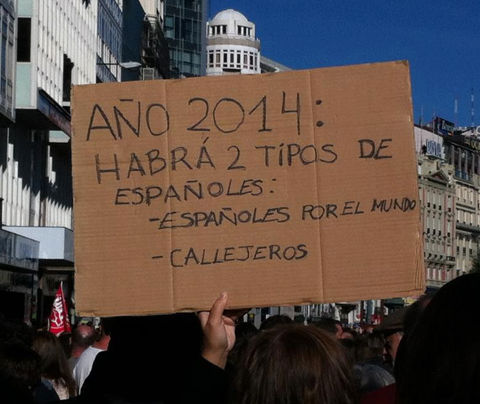 AÑO 2014:
HABRÁ 2 TIPOS DE
ESPAÑOLES:
-ESPAÑOLES POR EL MUNDO
- CALLEJEROS